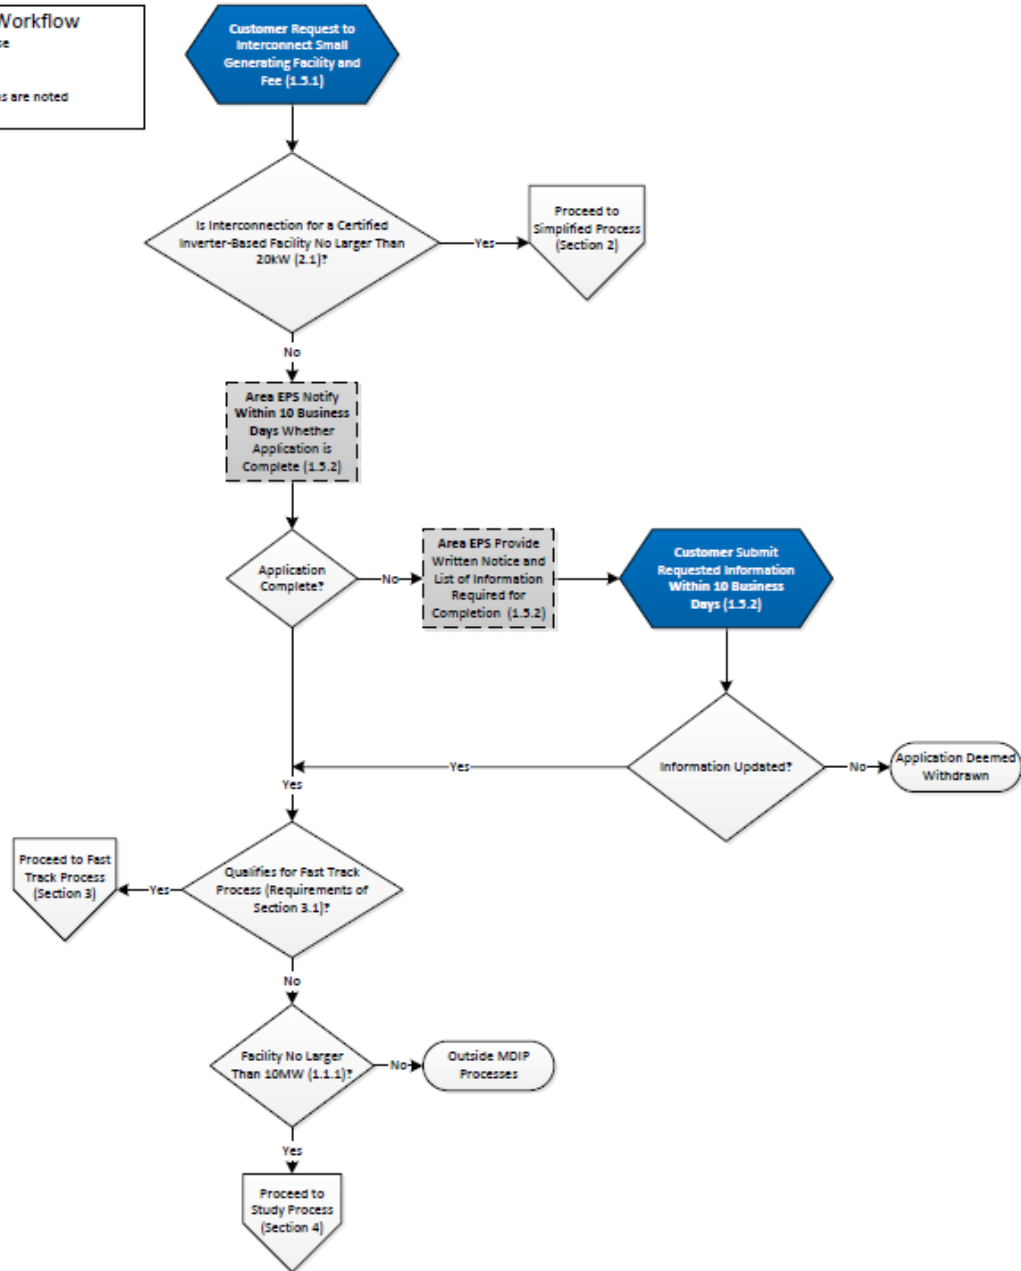 Workflow
se
s are noted
Customer Request to
Interconnect Small
Generating Facility and
Fee (1.5.1)
Is Interconnection for a Certified
Inverter-Based Facility No Larger Than
20kW (2.1)?
Yes
Proceed to
Simplified Process
(Section 2)
No
Area EPS Notify
Within 10 Business
Days Whether
Application is
Complete (1.5.2)
Application
Complete?
No
Area EPS Provide
Written Notice and
List of Information
Required for
Completion (1.5.2)
Customer Submit
Requested Information
Within 10 Business
Days (1.5.2)
Information Updated?
No
Application Deemed
Withdrawn
Yes
Yes
Proceed to Fast
Track Process
(Section 3)
Yes
Qualifies for Fast Track
Process (Requirements of
Section 3.1)?
No
Facility No Larger
Than 10MW (1.1.1)?
No
Outside MDIP
Processes
Yes
Proceed to
Study Process
(Section 4)